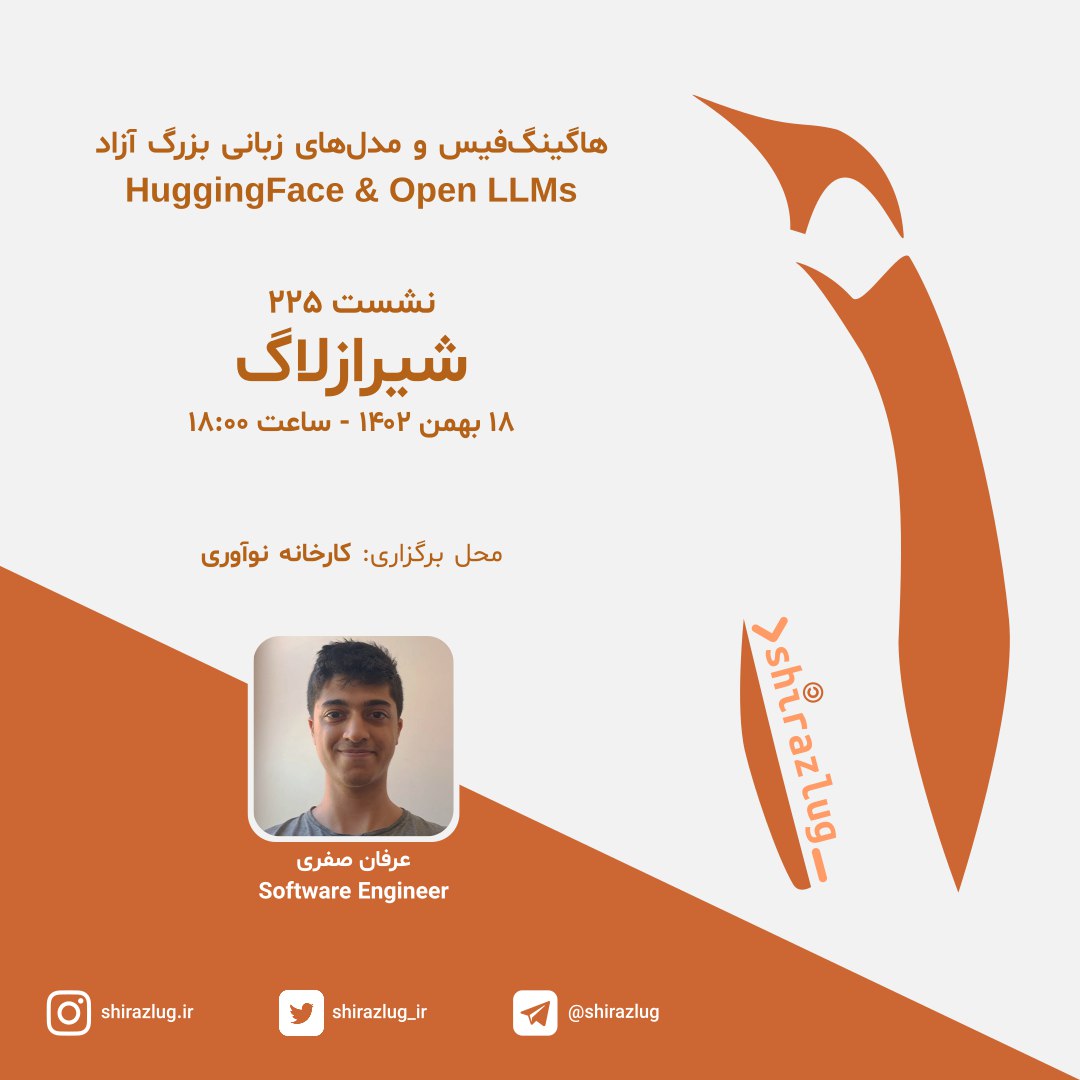 هاگینگ‌فیس و مدل‌های زبانی بزرگ آزاد
HuggingFace & Open LLMs
نشست ۲۲۵
شیرازلاگ
۱۸ بهمن ۱۴۰۲ - ساعت ۱۸:۰۰
محل برگزاری: کارخانه نوآوری
>shirazlug_
©
عرفان صفری
Software Engineer
shirazlug.ir
shirazlug_ir
@shirazlug